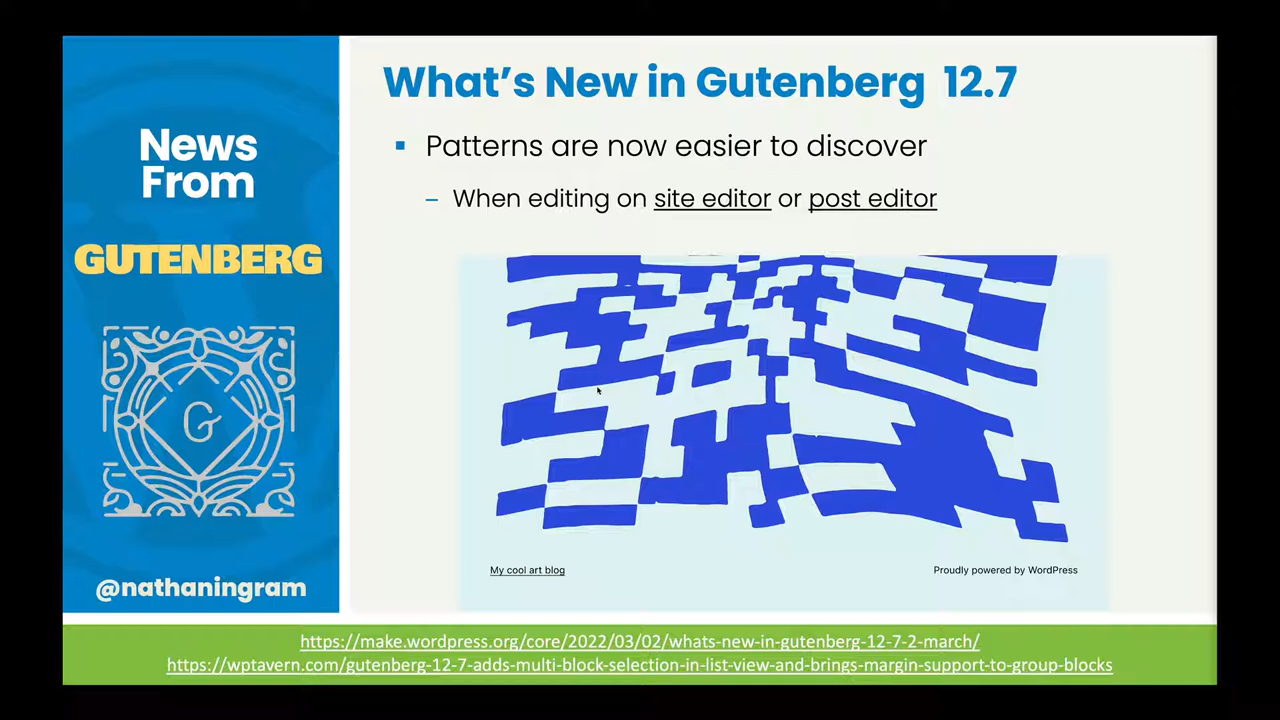 News
From
GUTENBERG
G
@nathaningram
What's New in Gutenberg 12.7
Patterns are now easier to discover
– When editing on site editor or post editor
My cool art blog
Proudly powered by WordPress
https://make.wordpress.org/core/2022/03/02/whats-new-in-gutenberg-12-7-2-march/
https://wptavern.com/gutenberg-12-7-adds-multi-block-selection-in-list-view-and-brings-margin-support-to-group-blocks